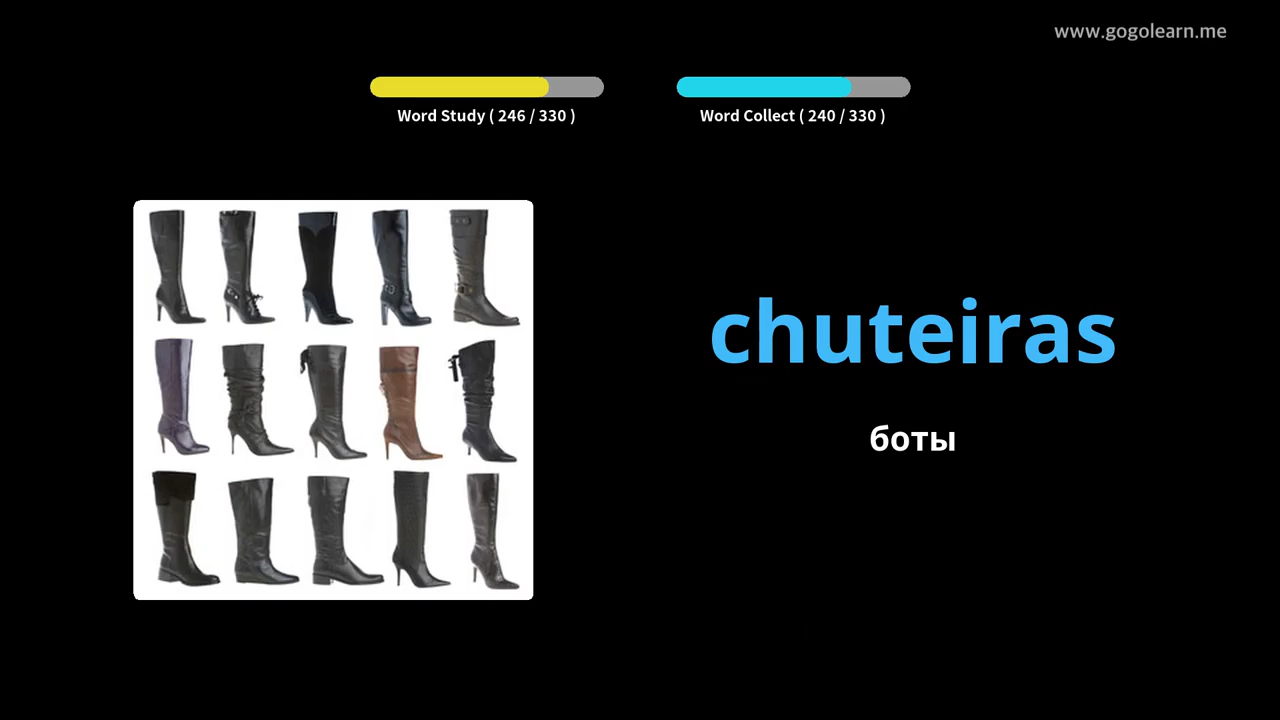 www.gogolearn.me
Word Study ( 246 / 330 )
Word Collect ( 240 / 330 )
chuteiras
боты